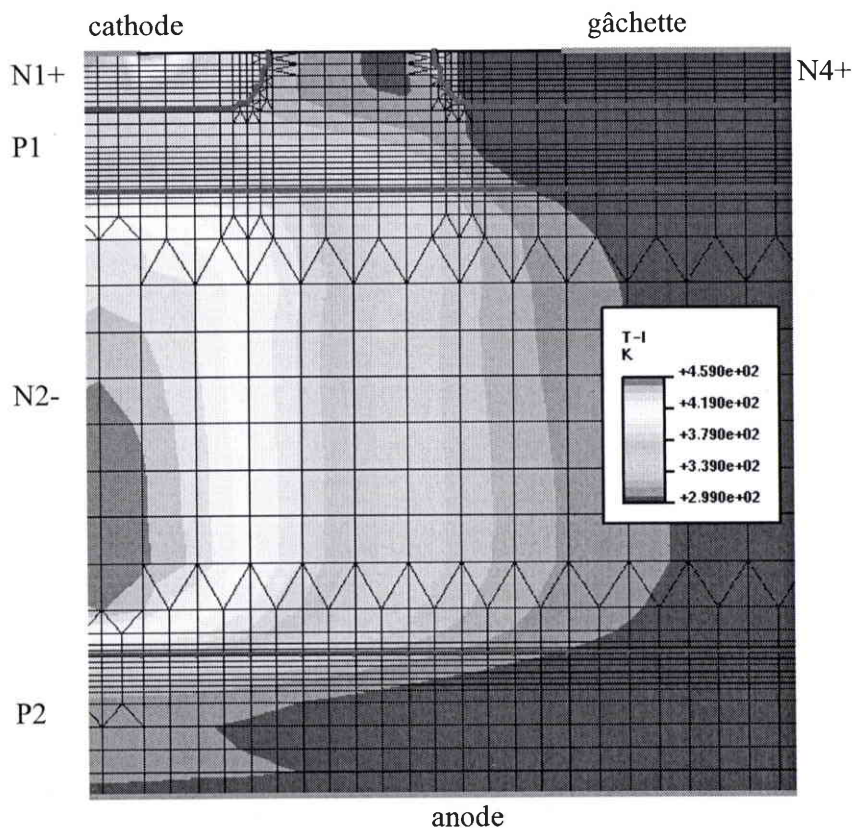 cathode
gâchette
N1+
N4+
P1
T-I
K
+4.590e+02
+4.190e+02
+3.790e+02
+3.390e+02
+2.990e+02
N2-
P2
anode